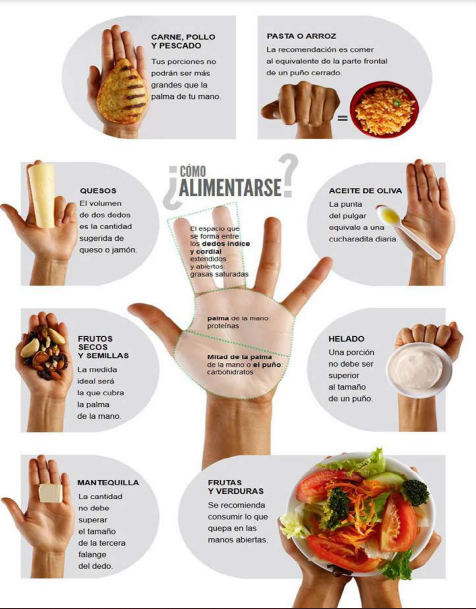 CARNE, POLLO
Y PESCADO
Tus porciones no
podrán ser más
grandes que la
palma de tu mano.
PASTA O ARROZ
La recomendación es comer
al equivalente de la parte frontal
de un puño cerrado.
=
¿CÓMO
ALIMENTARSE?
QUESOS
El volumen
de dos dedos
es la cantidad
sugerida de
queso o jamón.
El espacio que
se forma entre
los dedos índice
y cordial
extendidos
y abiertos:
grasas saturadas
ACEITE DE OLIVA
La punta
del pulgar
equivale a una
cucharadita diaria.
palma de la mano:
proteínas
Mitad de la palma
de la mano o el puño:
carbohidratos
FRUTOS
SECOS
Y SEMILLAS
La medida
ideal será
la que cubra
la palma
de la mano.
HELADO
Una porción
no debe ser
superior
al tamaño
de un puño.
MANTEQUILLA
La cantidad
no debe
superar
el tamaño
de la tercera
falange
del dedo.
FRUTAS
Y VERDURAS
Se recomienda
consumir lo que
quepa en las
manos abiertas.